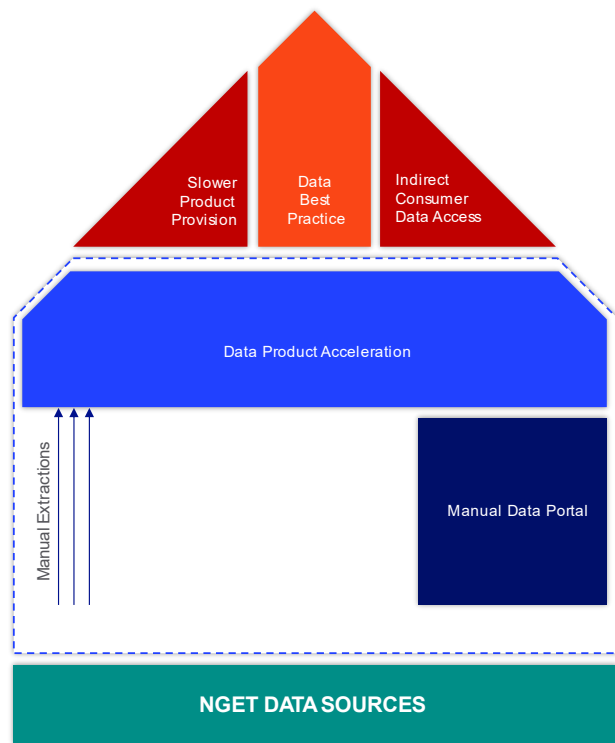 Slower
Product
Provision
Data
Best
Practice
Indirect
Consumer
Data Access
Data Product Acceleration
Manual Extractions
Manual Data Portal
NGET DATA SOURCES